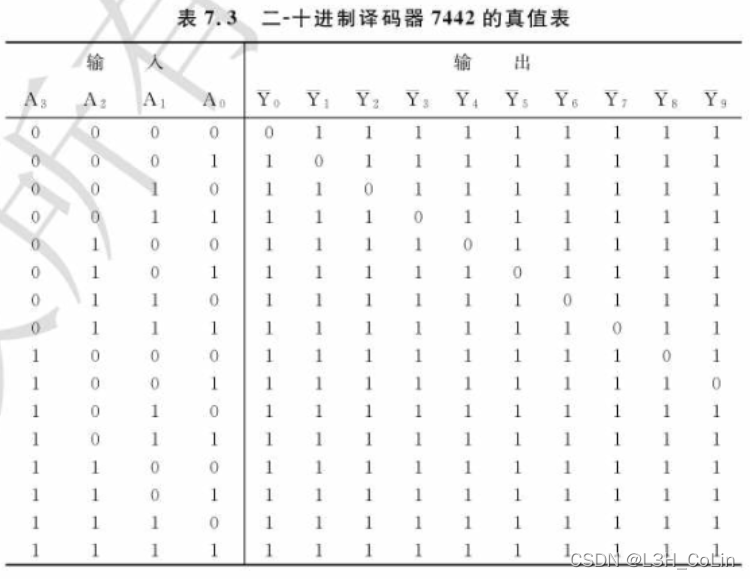 表 7.3 二-十进制译码器 7442 的真值表
输 入 输 出
A₃ A₂ A₁ A₀ Y̅₀ Y̅₁ Y̅₂ Y̅₃ Y̅₄ Y̅₅ Y̅₆ Y̅₇ Y̅₈ Y̅₉
0 0 0 0 0 1 1 1 1 1 1 1 1 1
0 0 0 1 1 0 1 1 1 1 1 1 1 1
0 0 1 0 1 1 0 1 1 1 1 1 1 1
0 0 1 1 1 1 1 0 1 1 1 1 1 1
0 1 0 0 1 1 1 1 0 1 1 1 1 1
0 1 0 1 1 1 1 1 1 0 1 1 1 1
0 1 1 0 1 1 1 1 1 1 0 1 1 1
0 1 1 1 1 1 1 1 1 1 1 0 1 1
1 0 0 0 1 1 1 1 1 1 1 1 0 1
1 0 0 1 1 1 1 1 1 1 1 1 1 0
1 0 1 0 1 1 1 1 1 1 1 1 1 1
1 0 1 1 1 1 1 1 1 1 1 1 1 1
1 1 0 0 1 1 1 1 1 1 1 1 1 1
1 1 0 1 1 1 1 1 1 1 1 1 1 1
1 1 1 0 1 1 1 1 1 1 1 1 1 1
1 1 1 1 1 1 1 1 1 1 1 1 1 1
所有
CSDN @L3H_CoLin